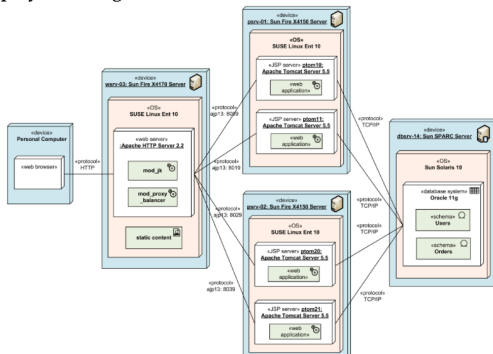 «device»
Personal Computer
«web browser»
«protocol»
HTTP
«device»
wsrv-03: Sun Fire X4170 Server
«OS»
SUSE Linux Ent 10
«web server»
:Apache HTTP Server 2.2
mod_jk
mod_proxy
_balancer
static content
«protocol»
ajp13: 8009
«protocol»
ajp13: 8019
«protocol»
ajp13: 8029
«protocol»
ajp13: 8039
«device»
psrv-01: Sun Fire X4150 Server
«OS»
SUSE Linux Ent 10
«JSP server» ptom10:
Apache Tomcat Server 5.5
«web
application»
«JSP server» ptom11:
Apache Tomcat Server 5.5
«web
application»
«device»
psrv-02: Sun Fire X4150 Server
«OS»
SUSE Linux Ent 10
«JSP server» ptom20:
Apache Tomcat Server 5.5
«web
application»
«JSP server» ptom21:
Apache Tomcat Server 5.5
«web
application»
«protocol»
TCP/IP
«protocol»
TCP/IP
«protocol»
TCP/IP
«protocol»
TCP/IP
«device»
dbsrv-14: Sun SPARC Server
«OS»
Sun Solaris 10
«database system»
Oracle 11g
«schema»
Users
«schema»
Orders